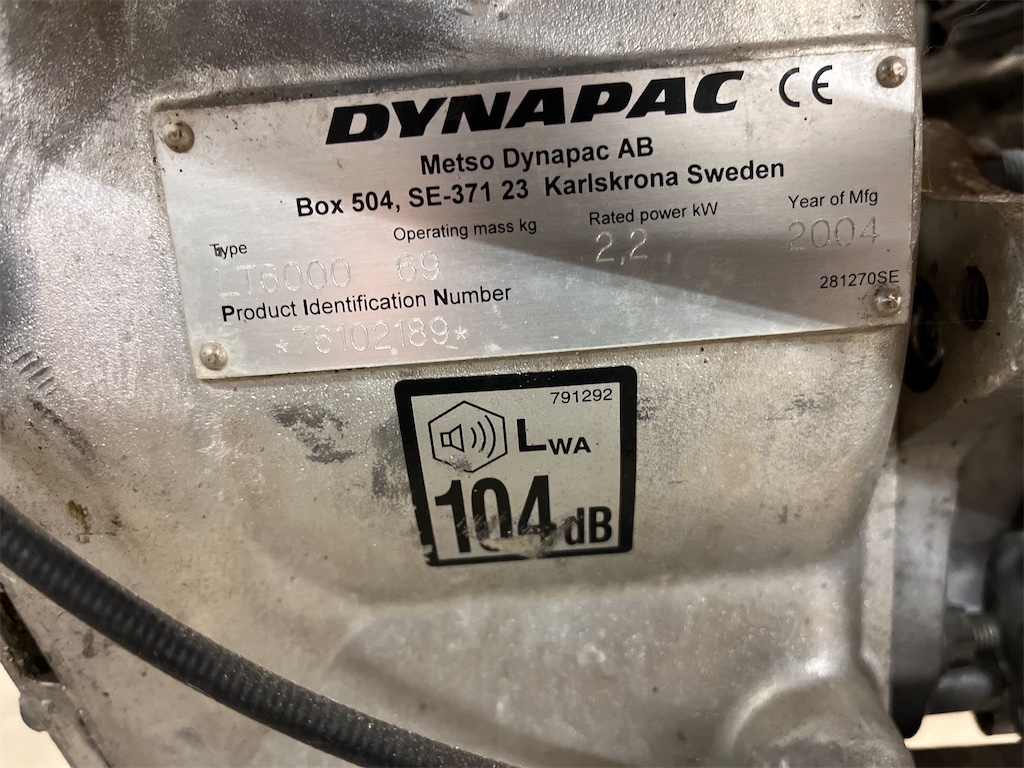 DYNAPAC CE
Metso Dynapac AB
Box 504, SE-371 23 Karlskrona Sweden
Type Operating mass kg Rated power kW Year of Mfg
LT6000 69 2,2 2004
281270SE
Product Identification Number
*76102189*
791292
LWA
104 dB